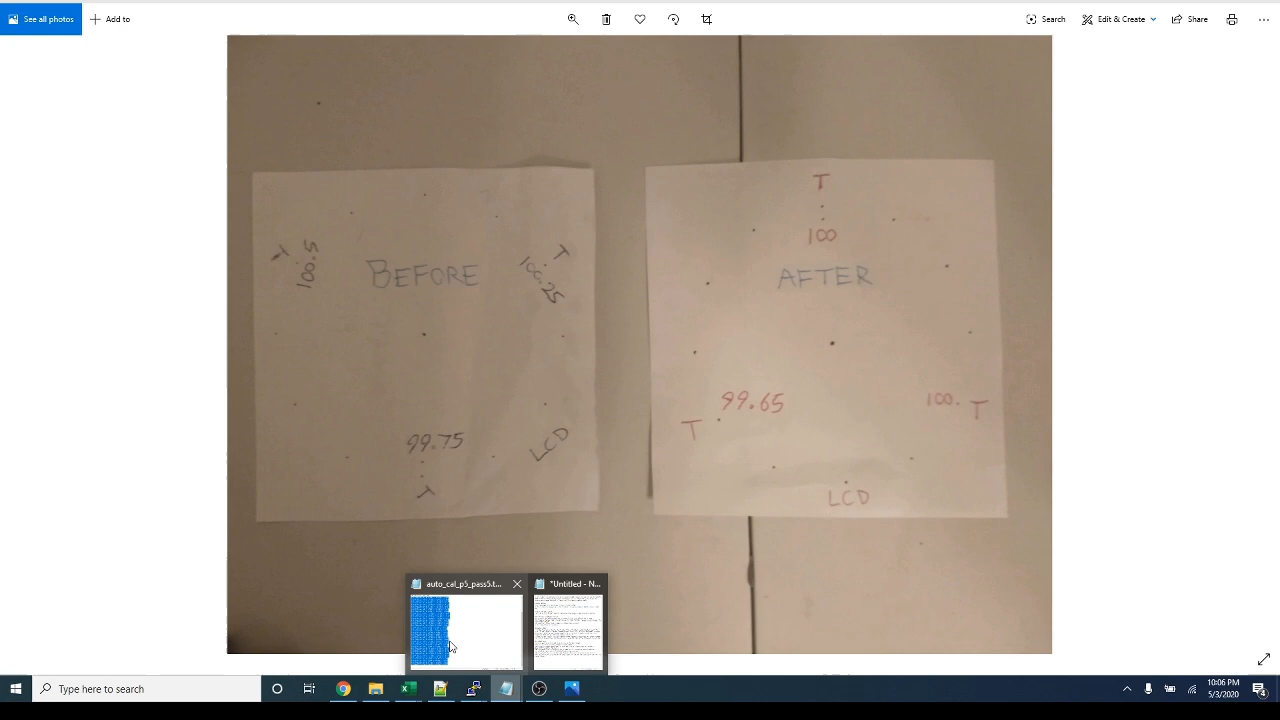 See all photos
Add to
Search
Edit & Create
Share
T
100.5
BEFORE
T
100.25
99.75
T
LCD
T
100
AFTER
99.65
T
100.
T
LCD
auto_cal_p5_pass5.t...
*Untitled - N...
Type here to search
10:06 PM
5/3/2020
4